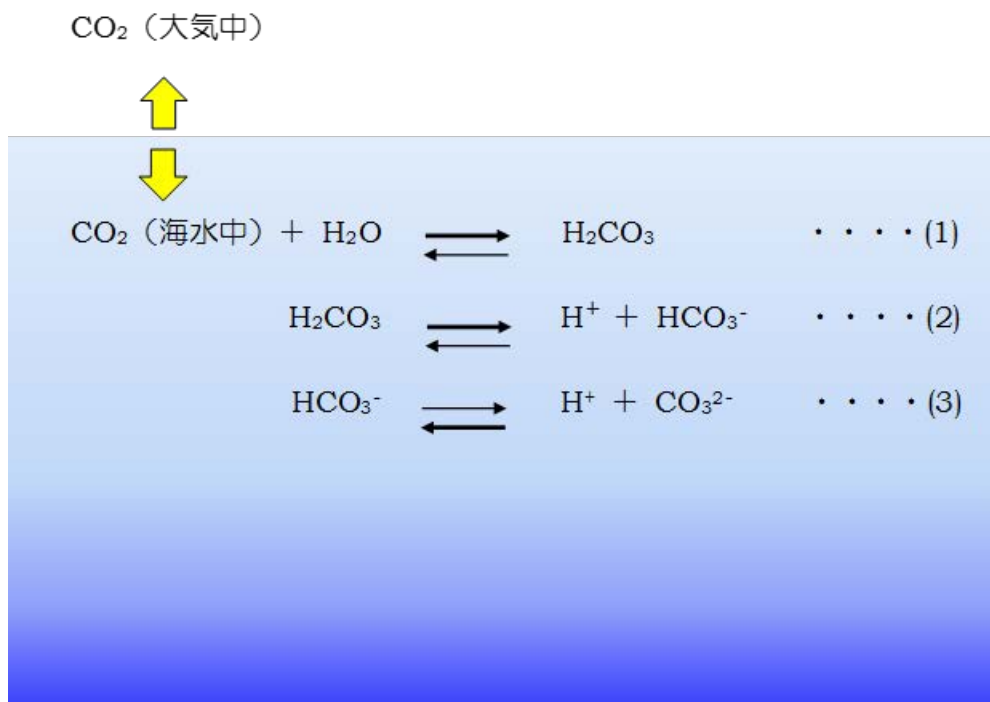 CO₂（大気中）
CO₂（海水中）＋ H₂O ⇄ H₂CO₃ ・・・・(1)
H₂CO₃ ⇄ H⁺ + HCO₃⁻ ・・・・(2)
HCO₃⁻ ⇄ H⁺ + CO₃²⁻ ・・・・(3)